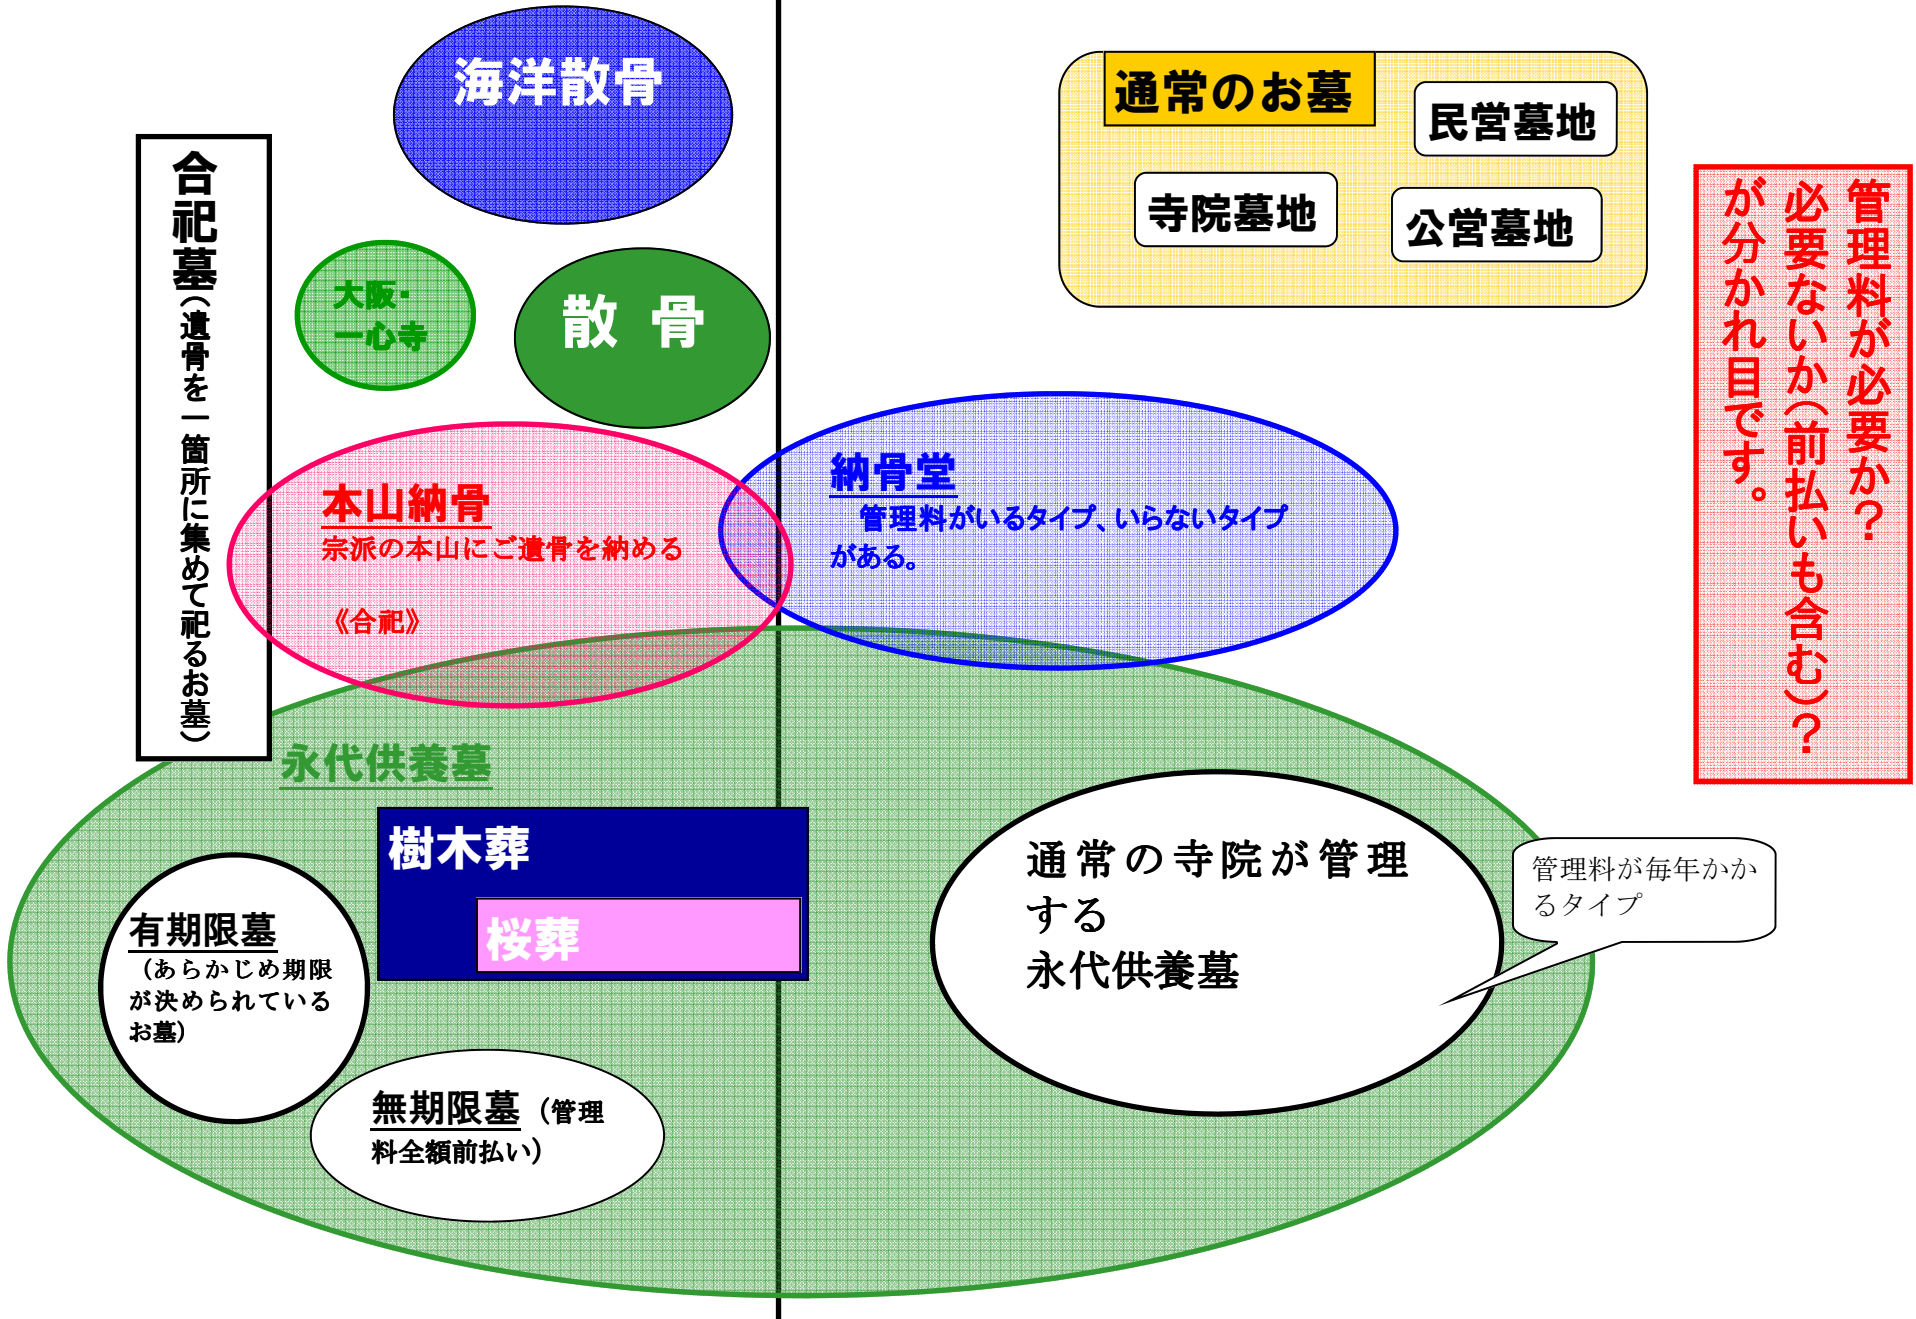 海洋散骨
通常のお墓
民営墓地
寺院墓地
公営墓地
合祀墓（遺骨を一箇所に集めて祀るお墓）
大阪・
一心寺
散 骨
管理料が必要か？
必要ないか（前払いも含む）？
が分かれ目です。
本山納骨
宗派の本山にご遺骨を納める
《合祀》
納骨堂
管理料がいるタイプ、いらないタイプ
がある。
永代供養墓
樹木葬
桜葬
有期限墓
（あらかじめ期限
が決められている
お墓）
無期限墓（管理
料全額前払い）
通常の寺院が管理
する
永代供養墓
管理料が毎年かか
るタイプ